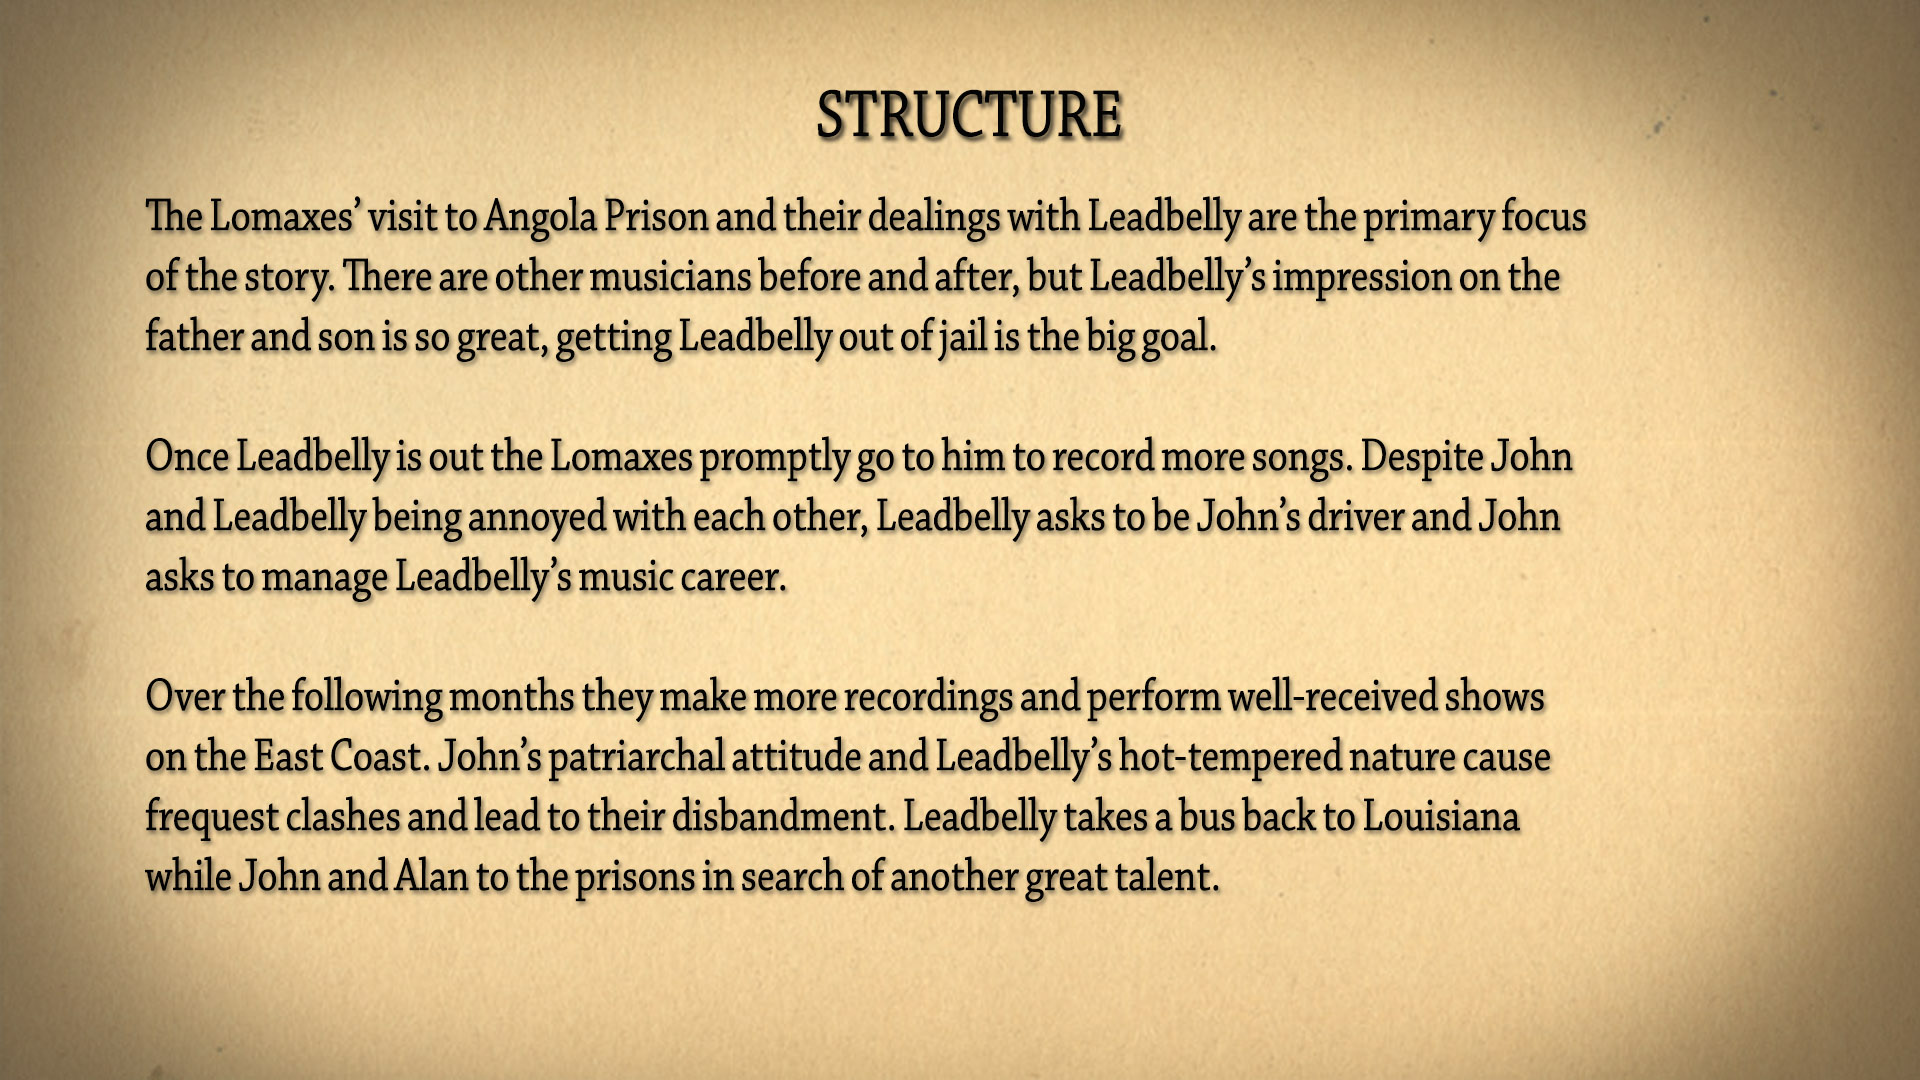 STRUCTURE
The Lomaxes’ visit to Angola Prison and their dealings with Leadbelly are the primary focus
of the story. There are other musicians before and after, but Leadbelly’s impression on the
father and son is so great, getting Leadbelly out of jail is the big goal.
Once Leadbelly is out the Lomaxes promptly go to him to record more songs. Despite John
and Leadbelly being annoyed with each other, Leadbelly asks to be John’s driver and John
asks to manage Leadbelly’s music career.
Over the following months they make more recordings and perform well-received shows
on the East Coast. John’s patriarchal attitude and Leadbelly’s hot-tempered nature cause
frequest clashes and lead to their disbandment. Leadbelly takes a bus back to Louisiana
while John and Alan to the prisons in search of another great talent.